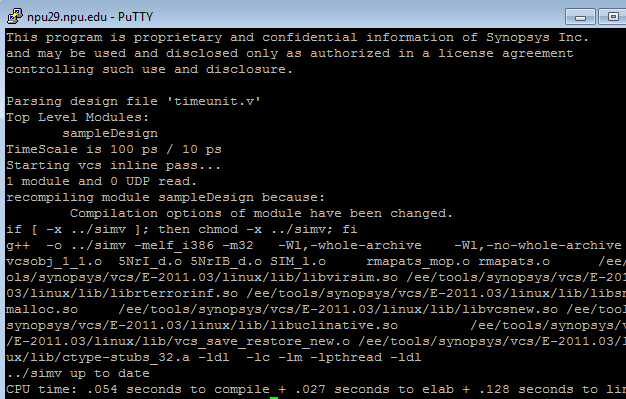 npu29.npu.edu - PuTTY
This program is proprietary and confidential information of Synopsys Inc.
and may be used and disclosed only as authorized in a license agreement
controlling such use and disclosure.
Parsing design file 'timeunit.v'
Top Level Modules:
sampleDesign
TimeScale is 100 ps / 10 ps
Starting vcs inline pass...
1 module and 0 UDP read.
recompiling module sampleDesign because:
Compilation options of module have been changed.
if [ -x ../simv ]; then chmod -x ../simv; fi
g++ -o ../simv -melf_i386 -m32 -Wl,-whole-archive -Wl,-no-whole-archive
vcsobj_1_1.o 5NrI_d.o 5NrIB_d.o SIM_l.o rmapats_mop.o rmapats.o /ee/
ols/synopsys/vcs/E-2011.03/linux/lib/libvirsim.so /ee/tools/synopsys/vcs/E-201
03/linux/lib/librterrorinf.so /ee/tools/synopsys/vcs/E-2011.03/linux/lib/libsn
malloc.so /ee/tools/synopsys/vcs/E-2011.03/linux/lib/libvcsnew.so /ee/tool
synopsys/vcs/E-2011.03/linux/lib/libuclinative.so /ee/tools/synopsys/v
/E-2011.03/linux/lib/vcs_save_restore_new.o /ee/tools/synopsys/vcs/E-2011.03/l
ux/lib/ctype-stubs_32.a -ldl -lc -lm -lpthread -ldl
../simv up to date
CPU time: .054 seconds to compile + .027 seconds to elab + .128 seconds to lin